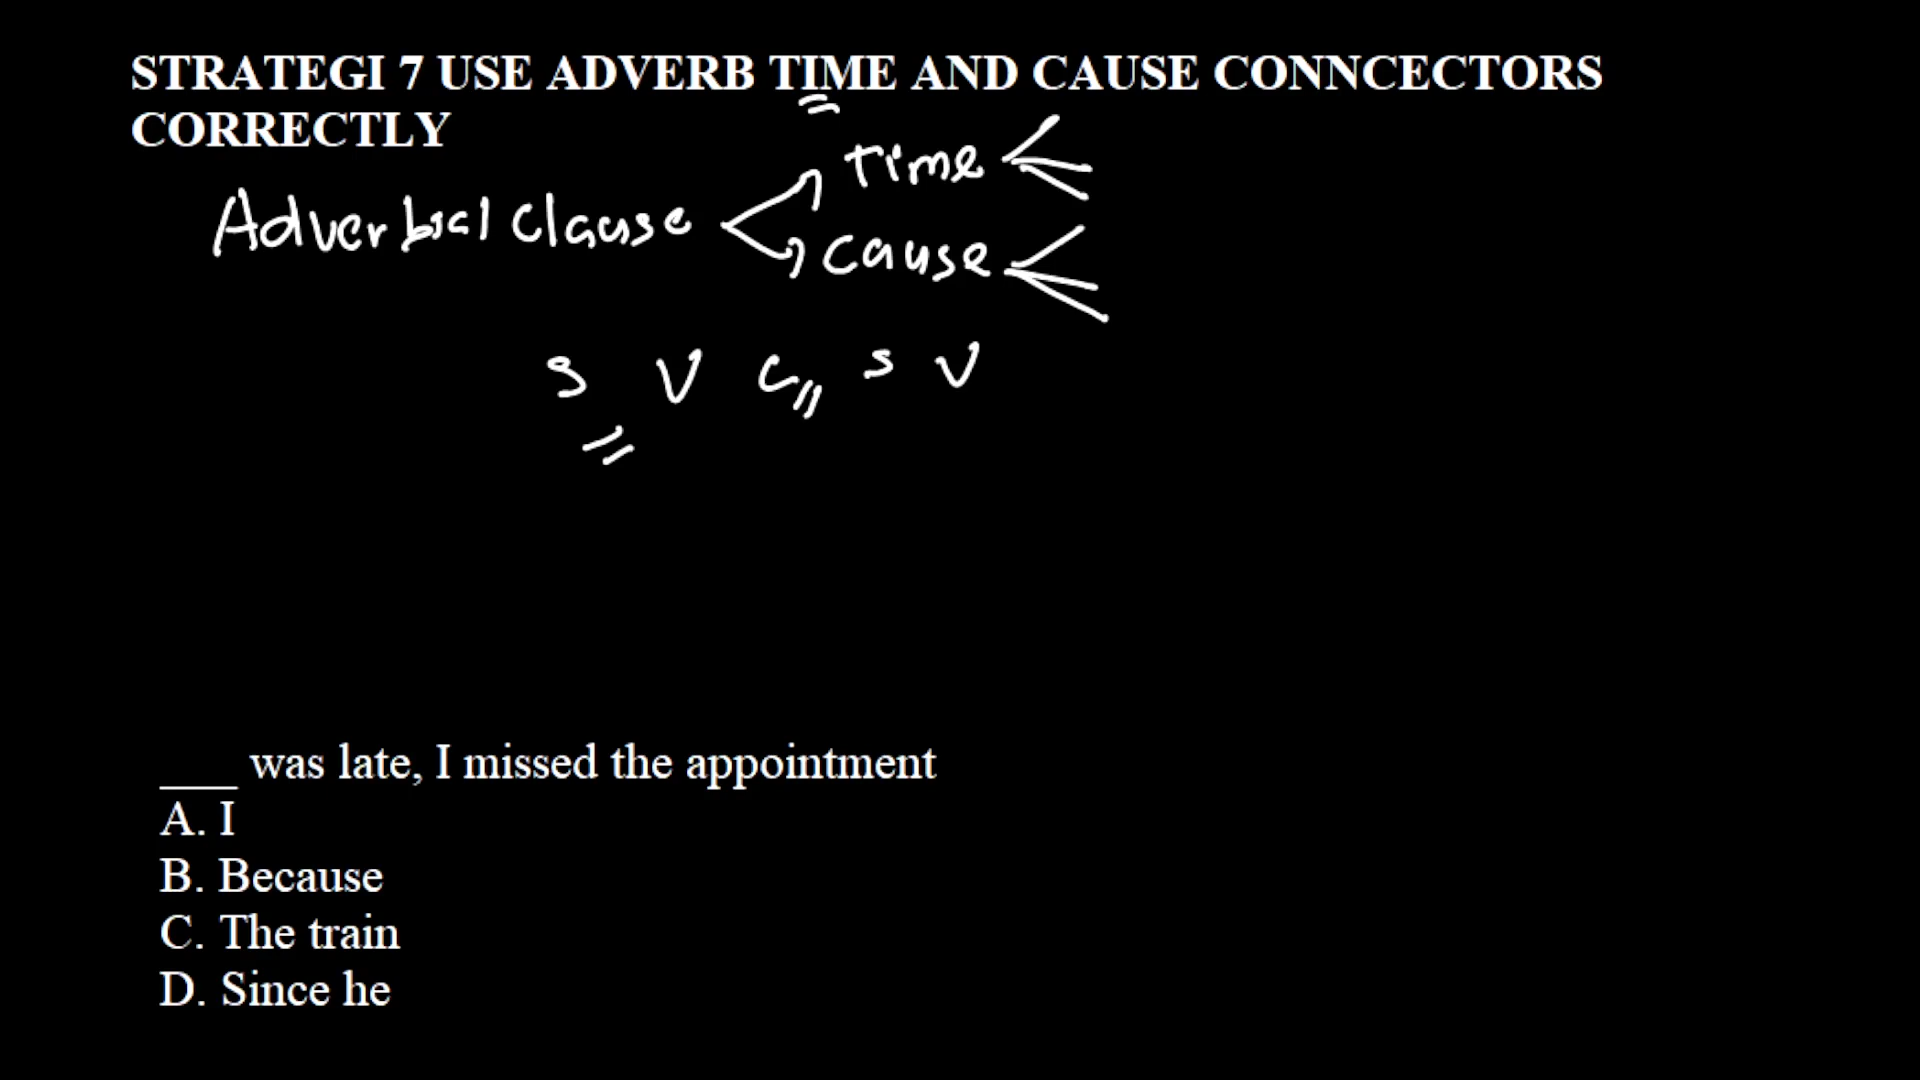 STRATEGI 7 USE ADVERB TIME AND CAUSE CONNCECTORS
CORRECTLY
Time
Adverbial Clause
cause
S V C S V
___ was late, I missed the appointment
A. I
B. Because
C. The train
D. Since he